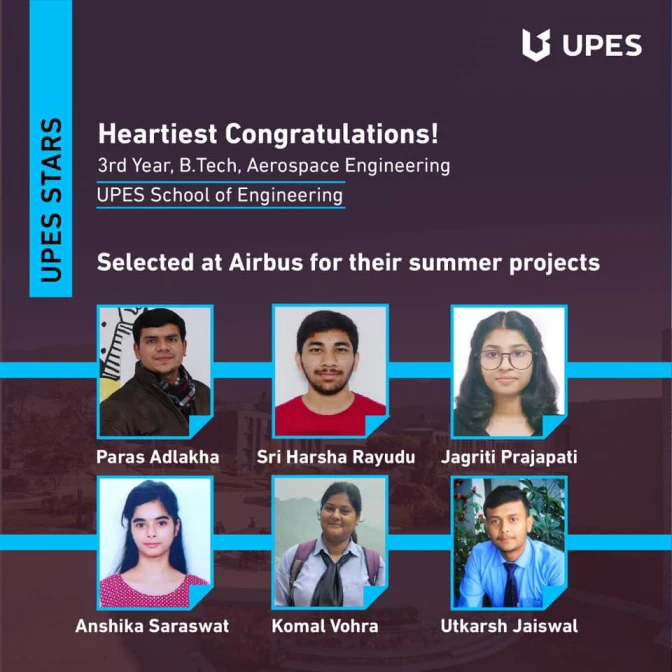 UPES
UPES STARS
Heartiest Congratulations!
3rd Year, B.Tech, Aerospace Engineering
UPES School of Engineering
Selected at Airbus for their summer projects
Paras Adlakha
Sri Harsha Rayudu
Jagriti Prajapati
Anshika Saraswat
Komal Vohra
Utkarsh Jaiswal